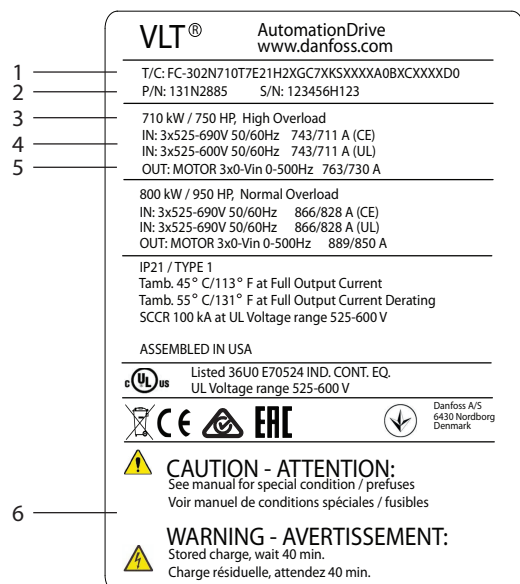 VLT® AutomationDrive
www.danfoss.com
1 T/C: FC-302N710T7E21H2XGC7XKSXXXXA0BXCXXXXD0
2 P/N: 131N2885 S/N: 123456H123
3 710 kW / 750 HP, High Overload
4 IN: 3x525-690V 50/60Hz 743/711 A (CE)
IN: 3x525-600V 50/60Hz 743/711 A (UL)
5 OUT: MOTOR 3x0-Vin 0-500Hz 763/730 A
800 kW / 950 HP, Normal Overload
IN: 3x525-690V 50/60Hz 866/828 A (CE)
IN: 3x525-690V 50/60Hz 866/828 A (UL)
OUT: MOTOR 3x0-Vin 0-500Hz 889/850 A
IP21 / TYPE 1
Tamb. 45° C/113° F at Full Output Current
Tamb. 55° C/131° F at Full Output Current Derating
SCCR 100 kA at UL Voltage range 525-600 V
ASSEMBLED IN USA
c UL us Listed 36U0 E70524 IND. CONT. EQ.
UL Voltage range 525-600 V
CE EAC Danfoss A/S
6430 Nordborg
Denmark
CAUTION - ATTENTION:
See manual for special condition / prefuses
Voir manuel de conditions spéciales / fusibles
6
WARNING - AVERTISSEMENT:
Stored charge, wait 40 min.
Charge résiduelle, attendez 40 min.